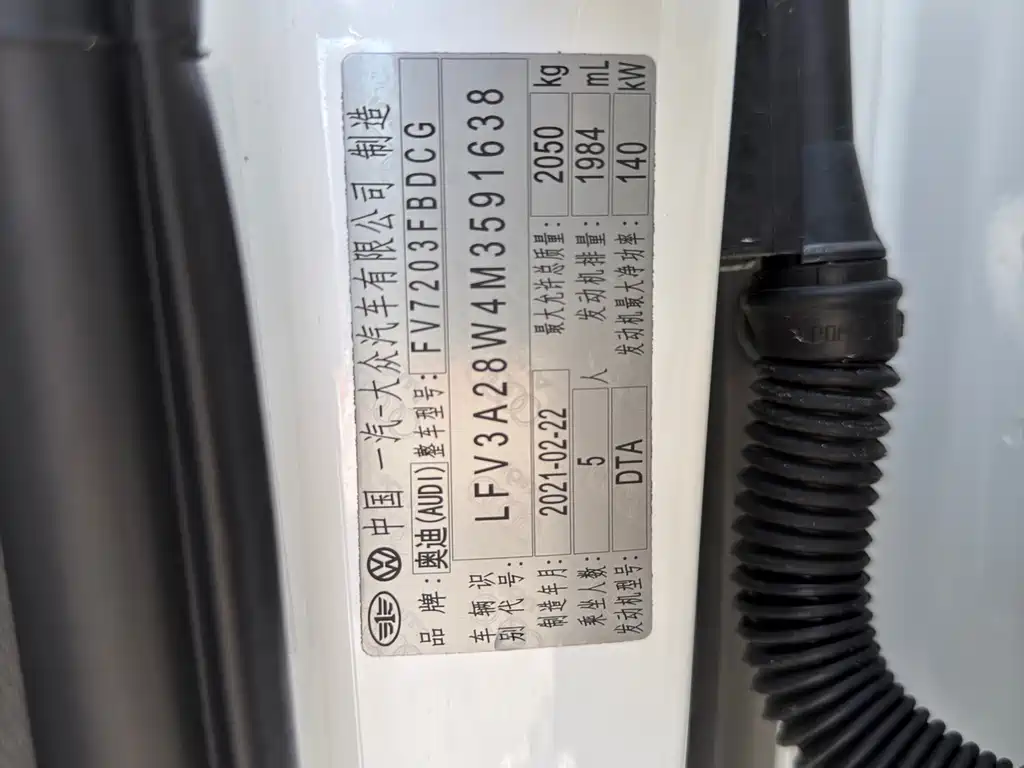 中国 一汽-大众汽车有限公司 制造
品 牌: 奥迪(AUDI) 整车型号: FV7203FBDCG
车 辆 识
别 代 号: LFV3A28W4M3591638
制造年月: 2021-02-22 最大允许总质量: 2050 kg
乘坐人数: 5 人 发动机排量: 1984 mL
发动机型号: DTA 发动机最大净功率: 140 kW